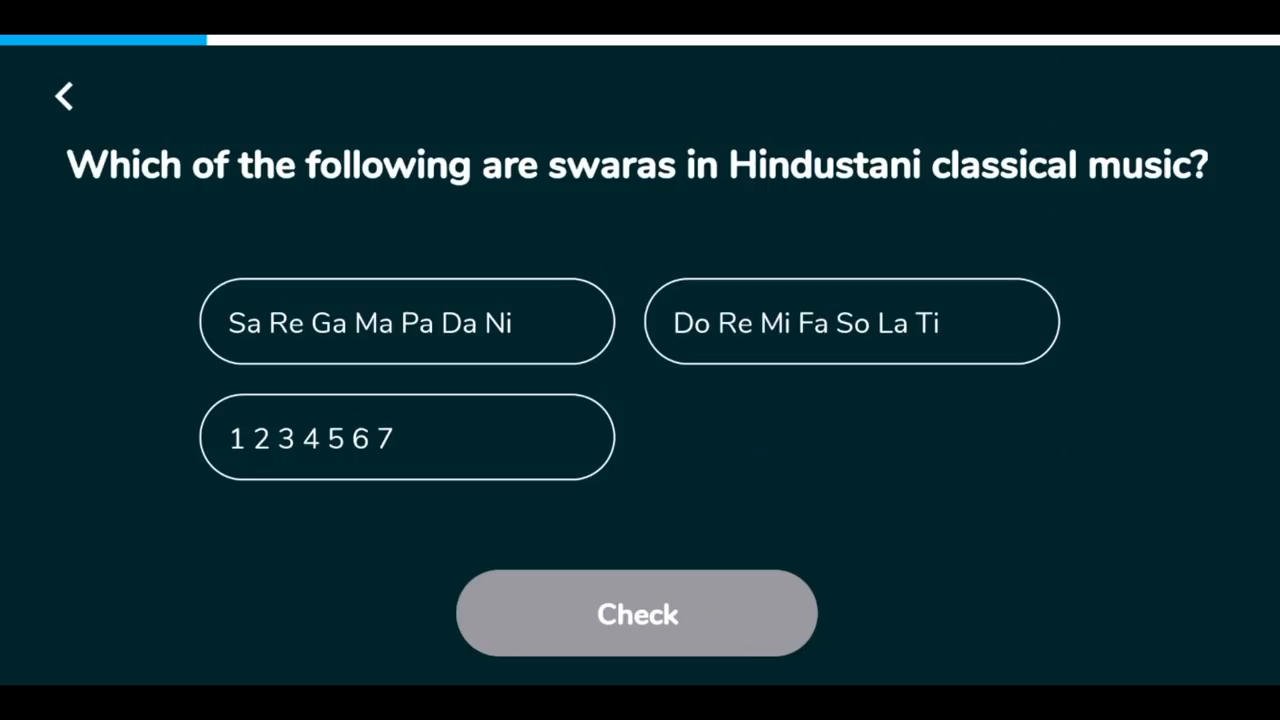 Which of the following are swaras in Hindustani classical music?
Sa Re Ga Ma Pa Da Ni
Do Re Mi Fa So La Ti
1 2 3 4 5 6 7
Check